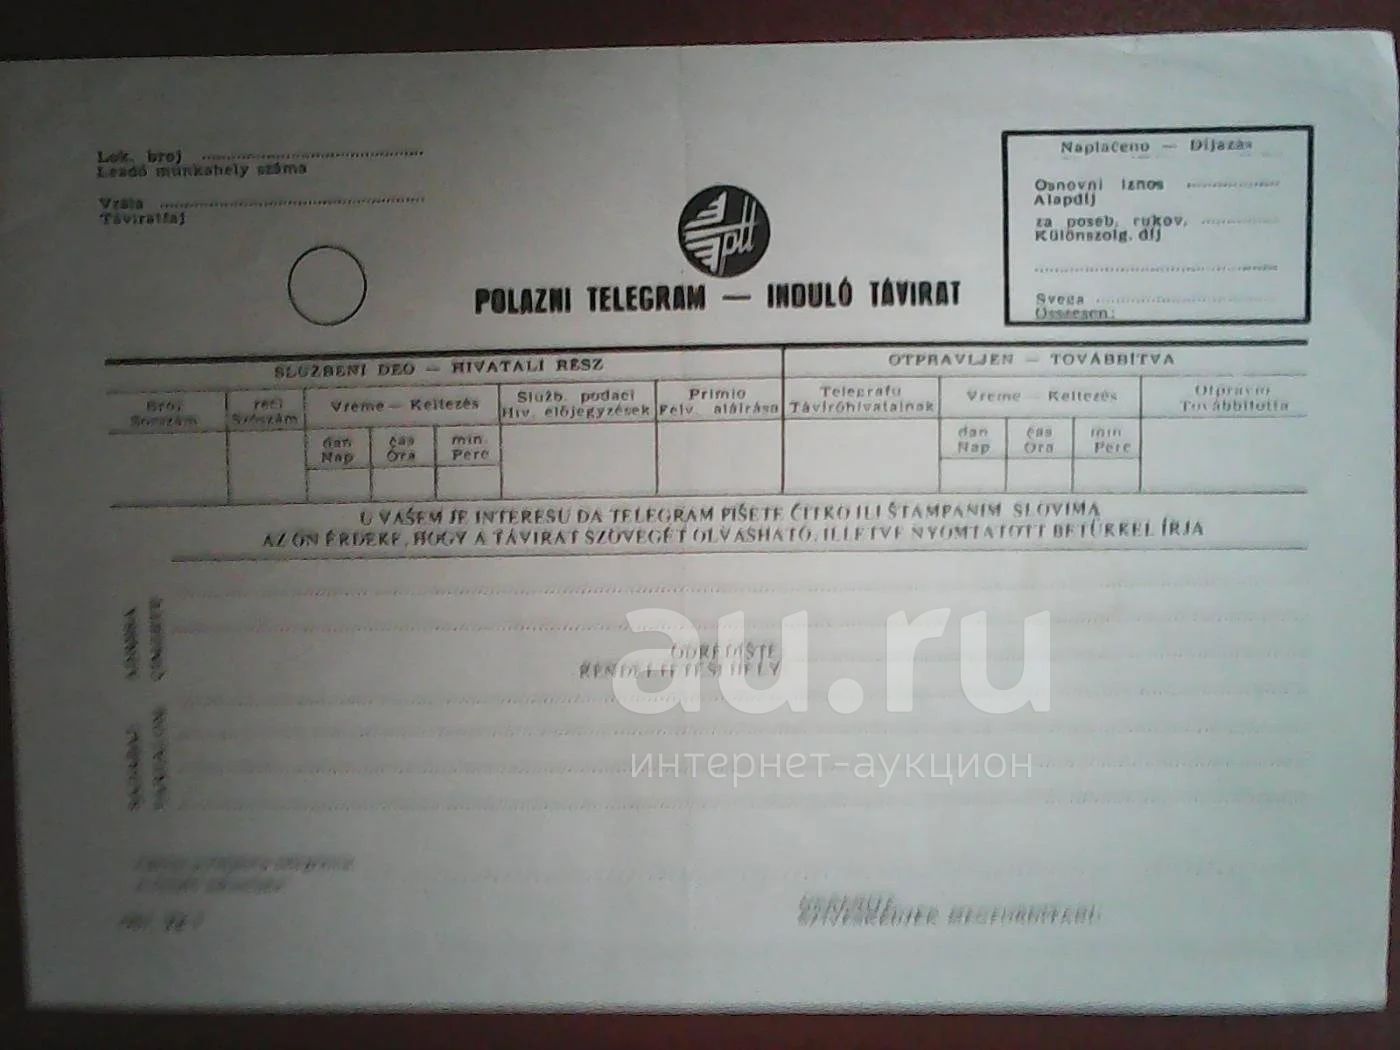 Lok. broj
Leadó munkahely száma
Vrsta
Táviratfaj
Naplaćeno — Díjazás
Osnovni iznos
Alapdíj
za poseb. rukov.
Különszolg. díj
Svega
Összesen:
ptt
POLAZNI TELEGRAM — INDULÓ TÁVIRAT
SLUŽBENI DEO — HIVATALI RÉSZ
OTPRAVLJEN — TOVÁBBÍTVA
Broj
Sorszám
reči
Szószám
Vreme — Keltezés
Služb. podaci
Hiv. előjegyzések
Primio
Felv. aláírása
Telegrafu
Távíróhivatalnak
Vreme — Keltezés
Otpravio
Továbbította
dan
Nap
čas
Óra
min.
Perc
dan
Nap
čas
Óra
min.
Perc
U VAŠEM JE INTERESU DA TELEGRAM PIŠETE ČITKO ILI ŠTAMPANIM SLOVIMA
AZ ÖN ÉRDEKE, HOGY A TÁVIRAT SZÖVEGÉT OLVASHATÓ, ILLETVE NYOMTATOTT BETŰKKEL ÍRJA
ODREDIŠTE
RENDELTETÉSI HELY
au.ru
интернет-аукцион
OKRENUTI
SZÍVESKEDJÉK MEGFORDÍTANI